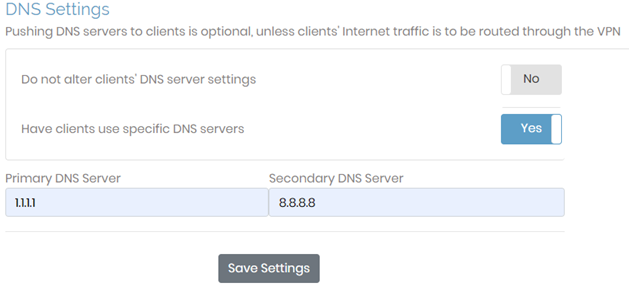 DNS Settings
Pushing DNS servers to clients is optional, unless clients' Internet traffic is to be routed through the VPN
Do not alter clients' DNS server settings No
Have clients use specific DNS servers Yes
Primary DNS Server Secondary DNS Server
1.1.1.1 8.8.8.8
Save Settings